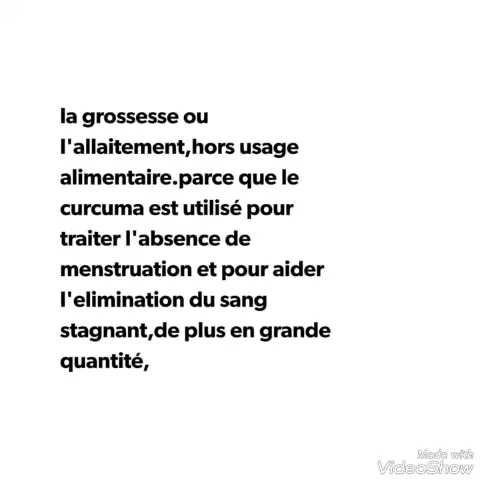 la grossesse ou
l'allaitement,hors usage
alimentaire.parce que le
curcuma est utilisé pour
traiter l'absence de
menstruation et pour aider
l'elimination du sang
stagnant,de plus en grande
quantité,
Made with
VideoShow